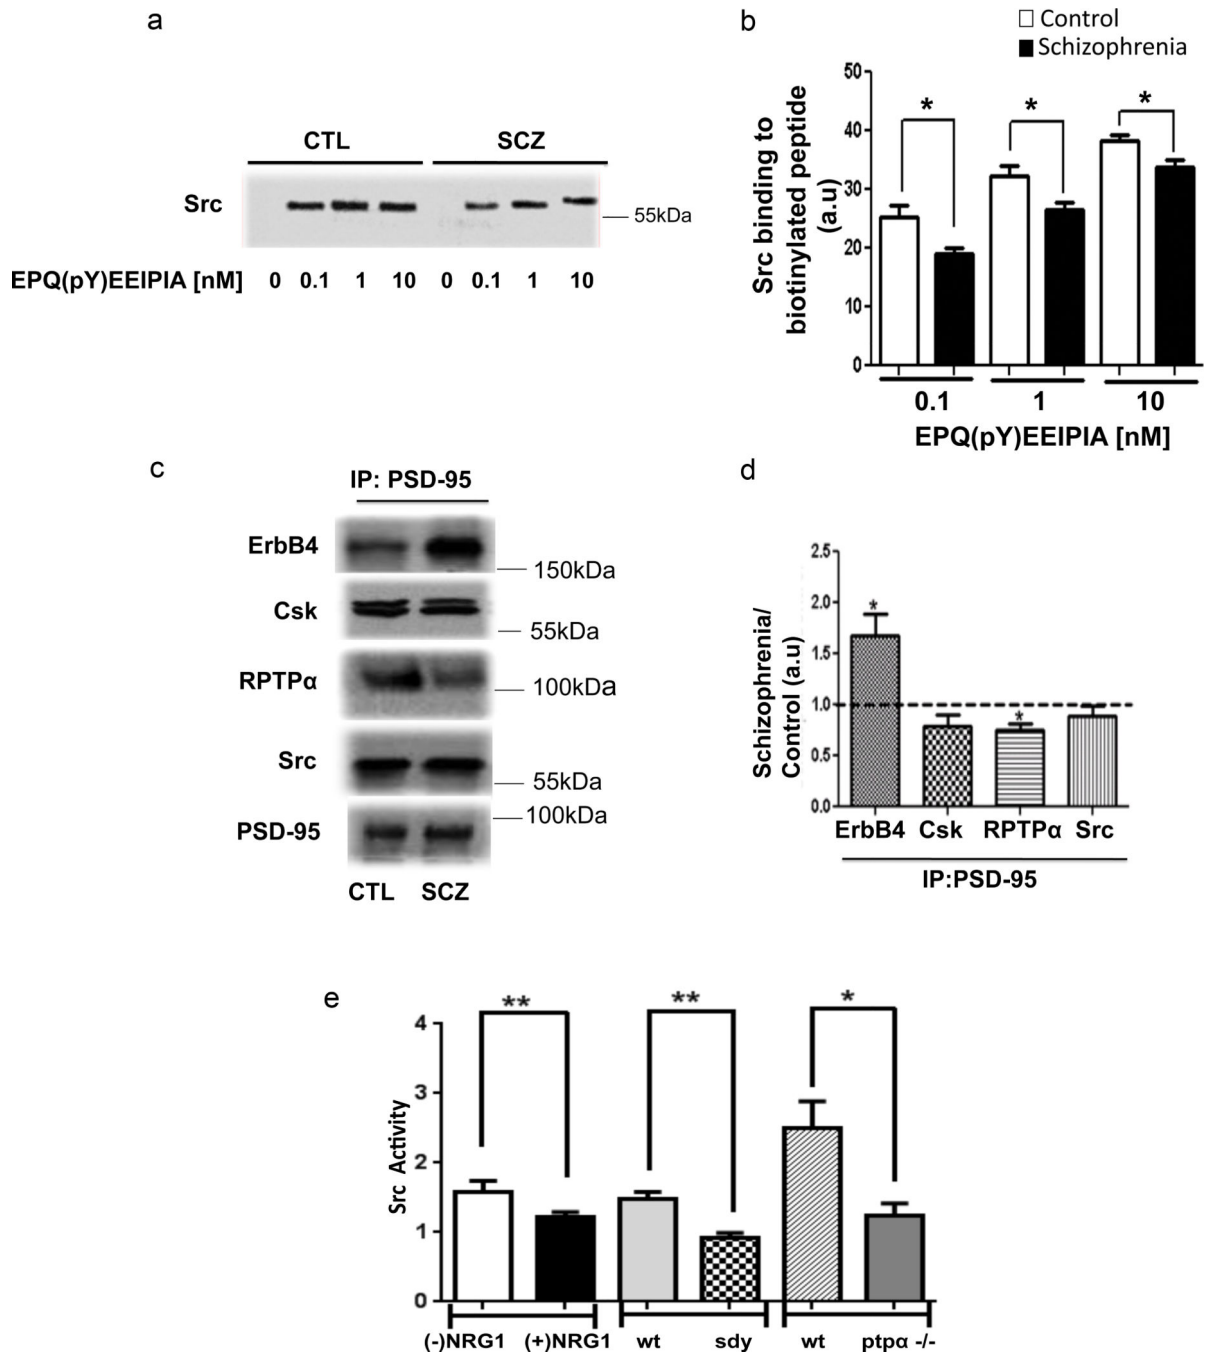 a
CTL SCZ
Src
55kDa
EPQ(pY)EEIPIA [nM] 0 0.1 1 10 0 0.1 1 10
b
Control
Schizophrenia
Src binding to
biotinylated peptide
(a.u)
50
40
30
20
10
0
* * *
0.1 1 10
EPQ(pY)EEIPIA [nM]
c
IP: PSD-95
ErbB4
150kDa
Csk
55kDa
RPTPα
100kDa
Src
55kDa
100kDa
PSD-95
CTL SCZ
d
Schizophrenia/
Control (a.u)
2.5
2.0
1.5
1.0
0.5
0.0
* *
ErbB4 Csk RPTPα Src
IP:PSD-95
e
Src Activity
4
3
2
1
0
** ** *
(-)NRG1 (+)NRG1 wt sdy wt ptpα -/-